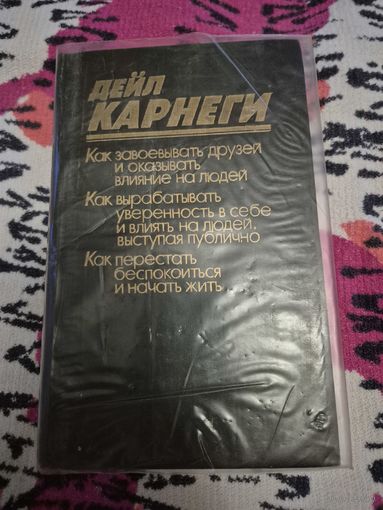 ДЕЙЛ
КАРНЕГИ
Как завоевывать друзей
и оказывать
влияние на людей
Как вырабатывать
уверенность в себе
и влиять на людей,
выступая публично
Как перестать
беспокоиться
и начать жить